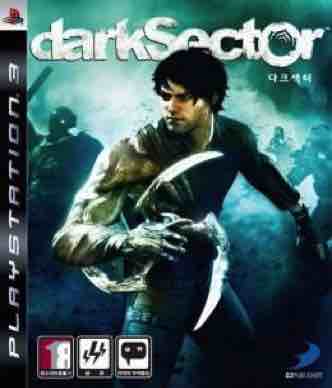 PLAYSTATION 3
darkSector
다크섹터
18
D3PUBLISHER